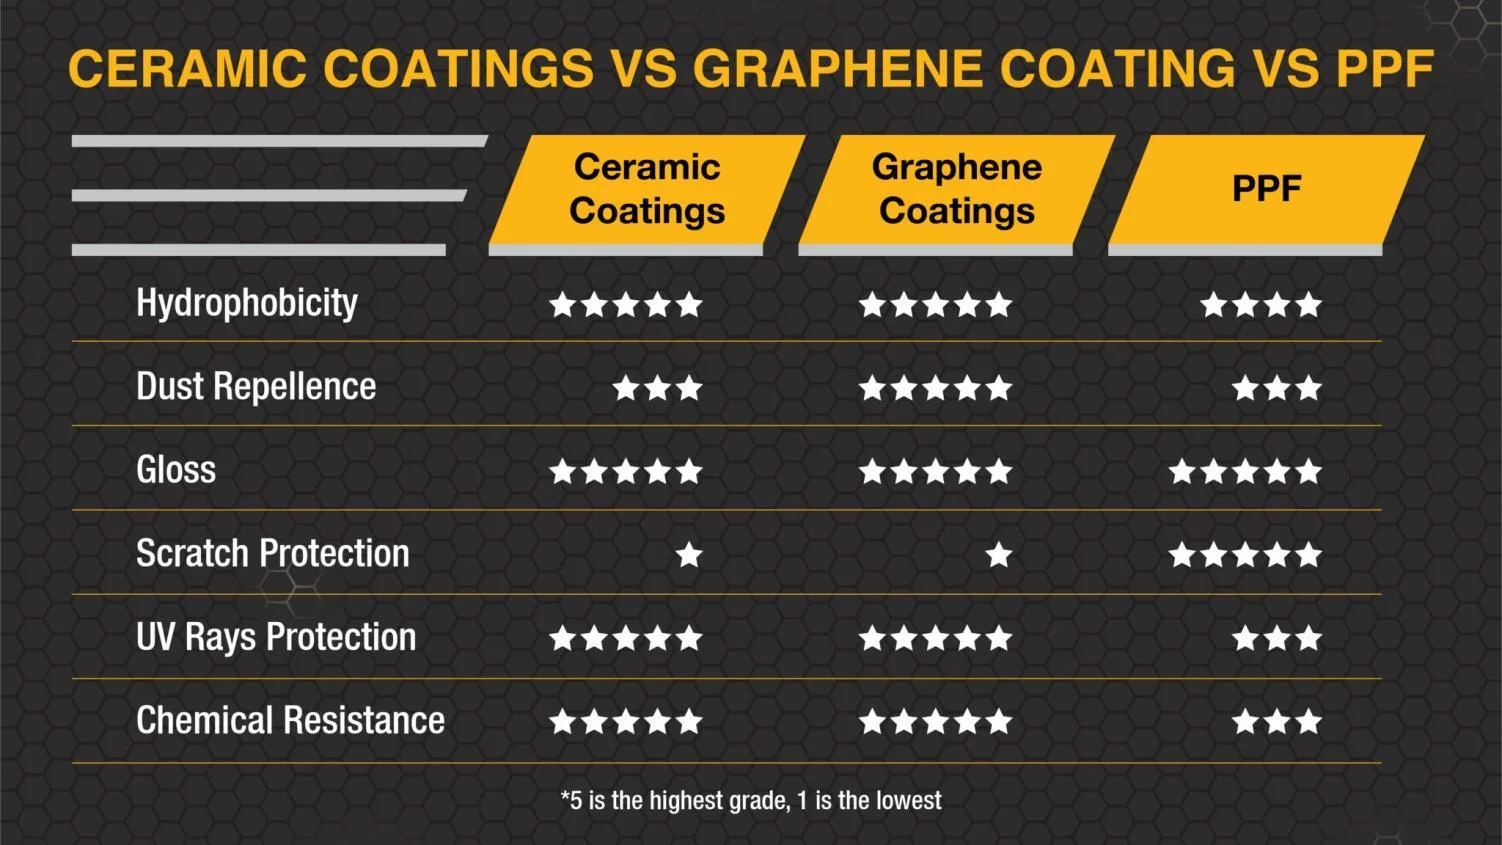 CERAMIC COATINGS VS GRAPHENE COATING VS PPF
Ceramic
Coatings
Graphene
Coatings
PPF
Hydrophobicity ★★★★★ ★★★★★ ★★★★
Dust Repellence ★★★ ★★★★★ ★★★
Gloss ★★★★★ ★★★★★ ★★★★★
Scratch Protection ★ ★ ★★★★★
UV Rays Protection ★★★★★ ★★★★★ ★★★
Chemical Resistance ★★★★★ ★★★★★ ★★★
*5 is the highest grade, 1 is the lowest